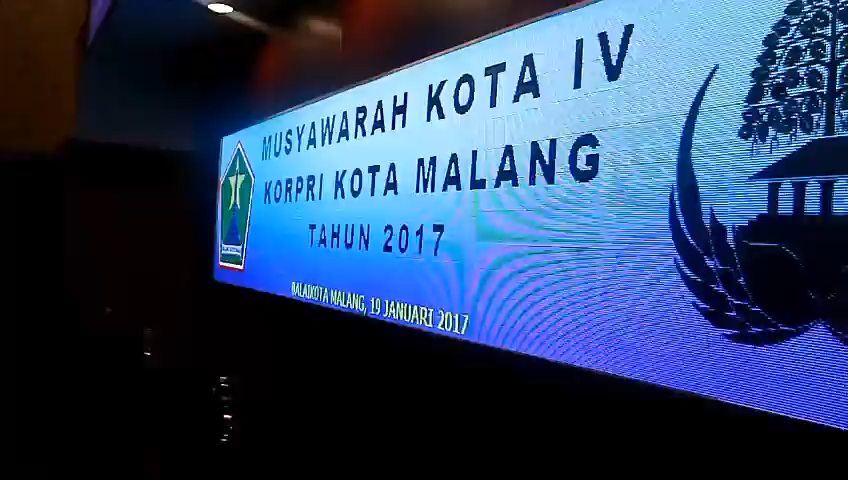 MUSYAWARAH KOTA IV
KORPRI KOTA MALANG
TAHUN 2017
BALAIKOTA MALANG, 19 JANUARI 2017